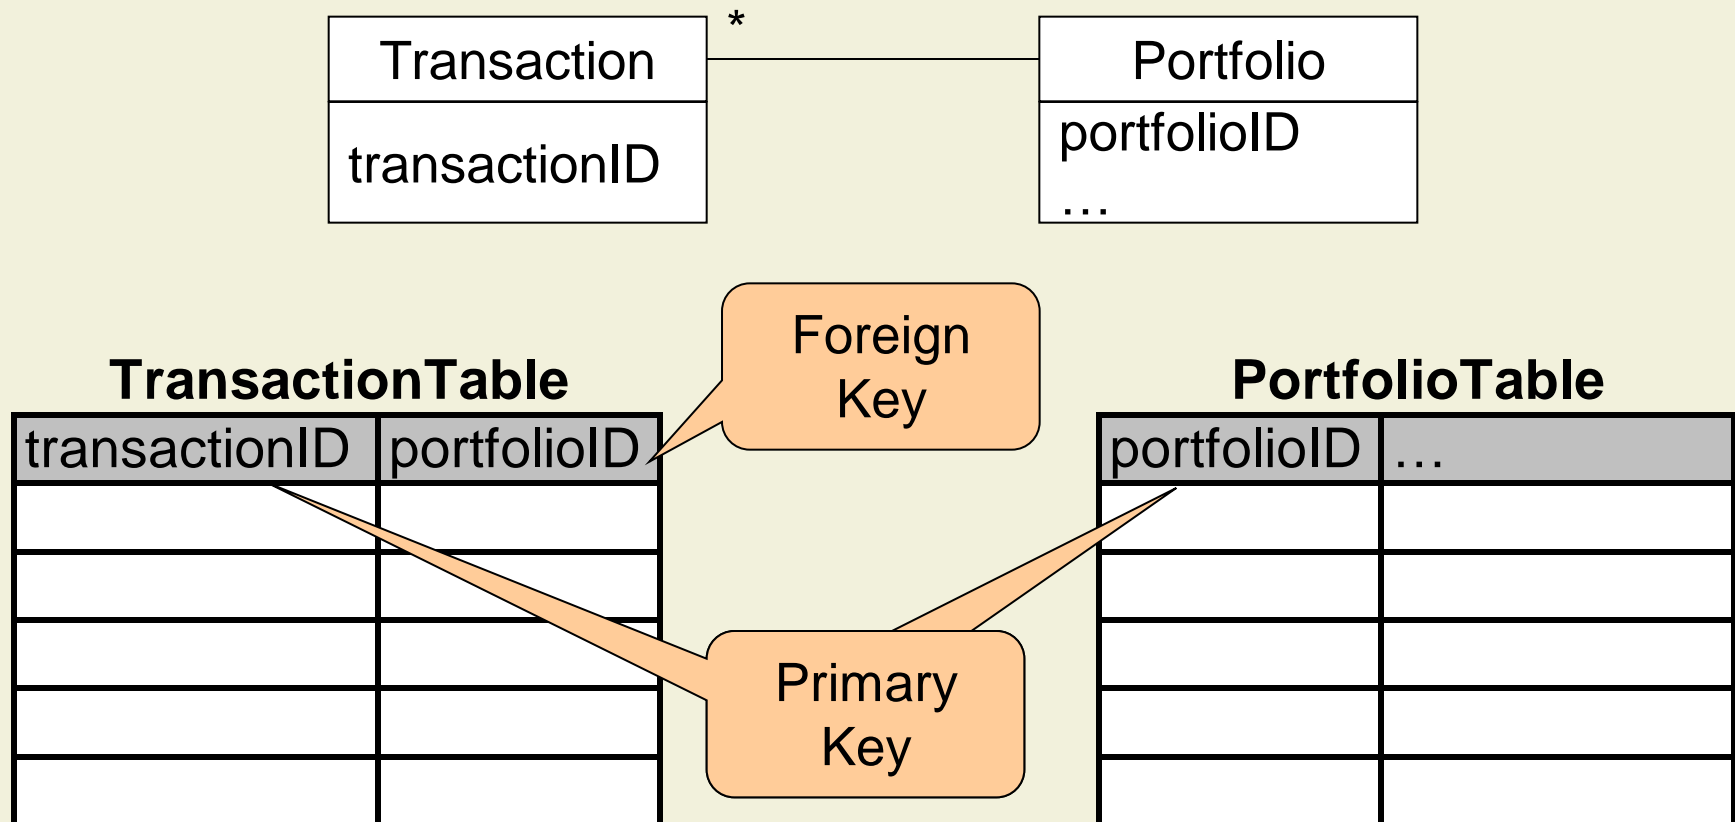 *
Transaction
transactionID
Portfolio
portfolioID
…
Foreign
Key
TransactionTable
transactionID portfolioID
PortfolioTable
portfolioID …
Primary
Key